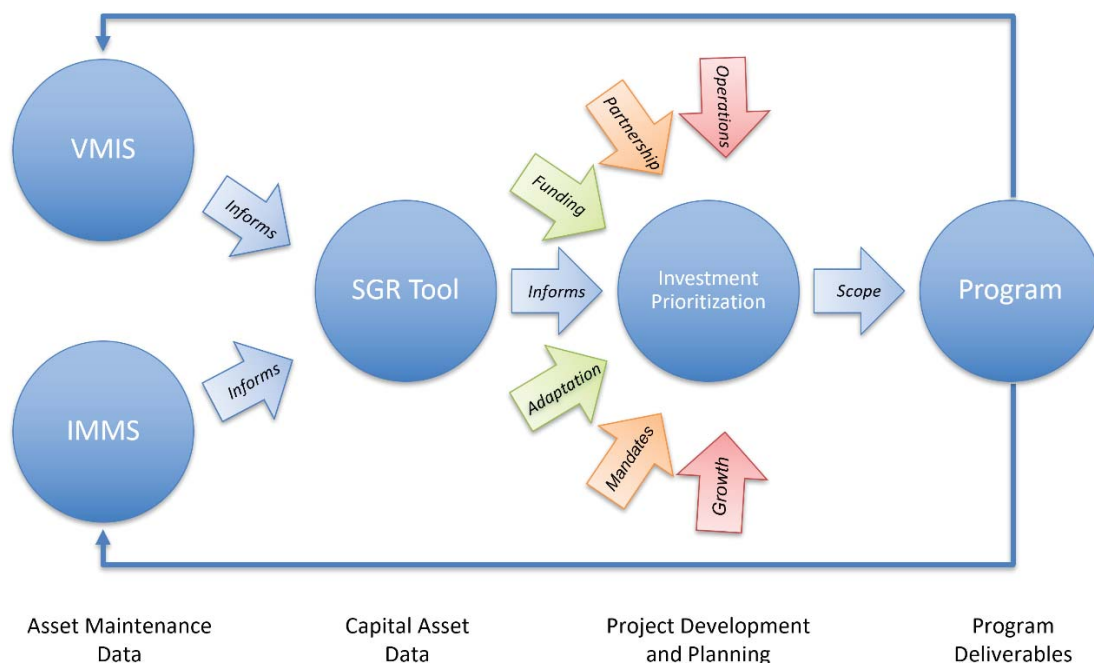 VMIS
Informs
IMMS
Informs
SGR Tool
Informs
Funding
Partnership
Operations
Adaptation
Mandates
Growth
Investment
Prioritization
Scope
Program
Asset Maintenance
Data
Capital Asset
Data
Project Development
and Planning
Program
Deliverables